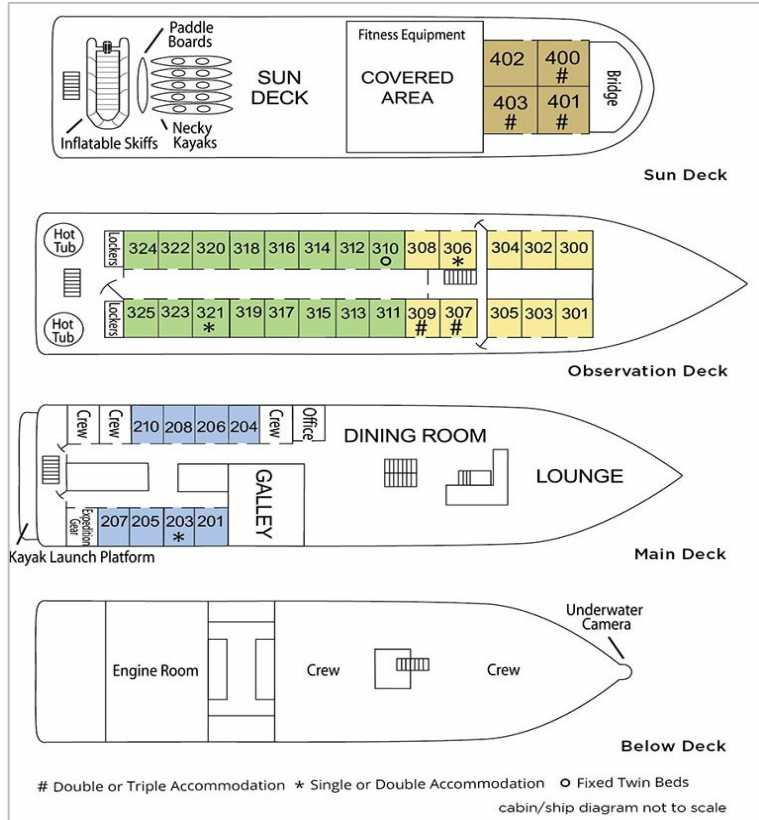 Paddle
Boards
Inflatable Skiffs
Necky
Kayaks
SUN
DECK
Fitness Equipment
COVERED
AREA
402 400
#
403 401
# #
Bridge
Sun Deck
Hot
Tub
Lockers
324 322 320 318 316 314 312 310 308 306 304 302 300
o *
Hot
Tub
Lockers
325 323 321 319 317 315 313 311 309 307 305 303 301
* # #
Observation Deck
Crew
Crew
210 208 206 204
Crew
Office
DINING ROOM
LOUNGE
GALLEY
Expedition
Gear
207 205 203 201
*
Kayak Launch Platform
Main Deck
Underwater
Camera
Engine Room
Crew
Crew
Below Deck
# Double or Triple Accommodation * Single or Double Accommodation o Fixed Twin Beds
cabin/ship diagram not to scale